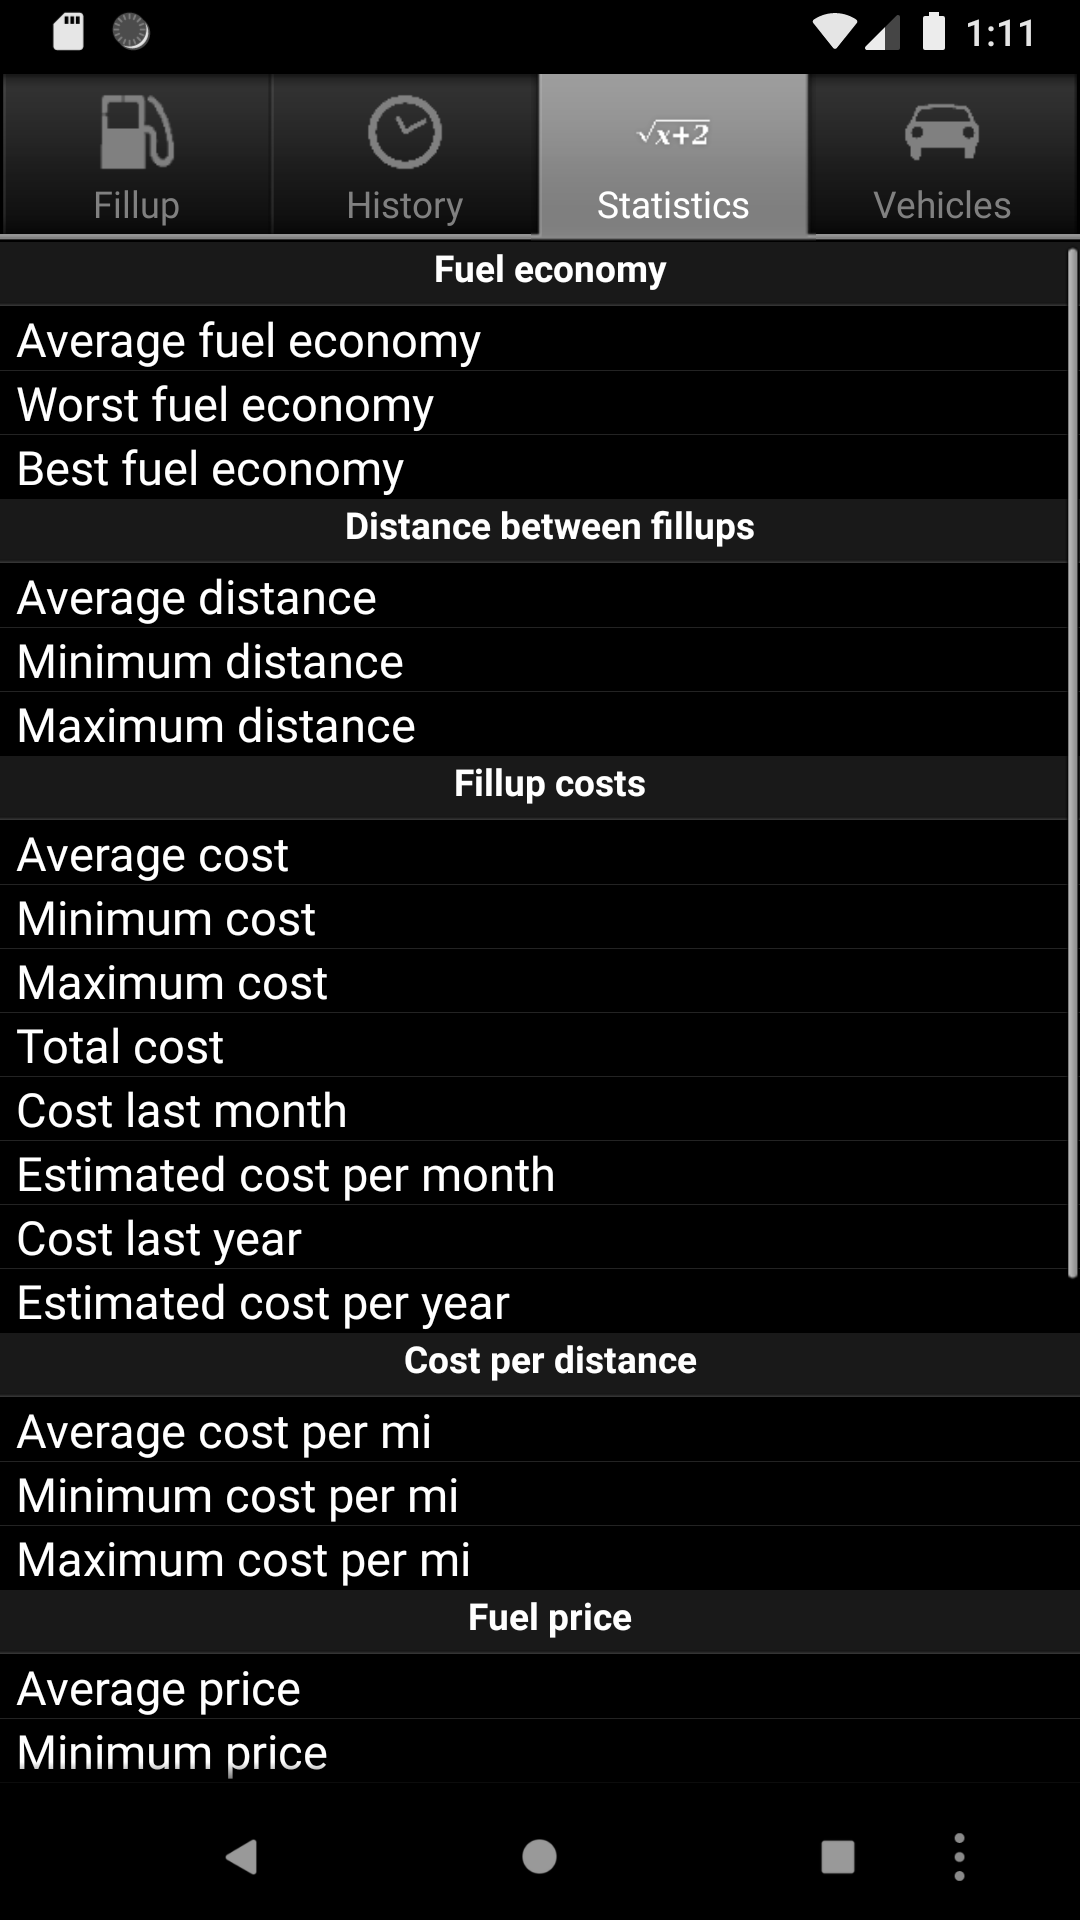 1:11
√x+2
Fillup
History
Statistics
Vehicles
Fuel economy
Average fuel economy
Worst fuel economy
Best fuel economy
Distance between fillups
Average distance
Minimum distance
Maximum distance
Fillup costs
Average cost
Minimum cost
Maximum cost
Total cost
Cost last month
Estimated cost per month
Cost last year
Estimated cost per year
Cost per distance
Average cost per mi
Minimum cost per mi
Maximum cost per mi
Fuel price
Average price
Minimum price